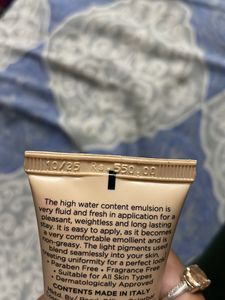 10/25 550.00
The high water content emulsion is
very fluid and fresh in application for a
pleasant, weightless and long lasting
stay. It is easy to apply, as it becomes
a very comfortable emollient and is
non-greasy. The light pigments used
blend seamlessly into your skin,
creating uniformity for a perfect look.
Paraben Free • Fragrance Free
• Suitable for All Skin Types
• Dermatologically Approved
CONTENTS MADE IN ITALY